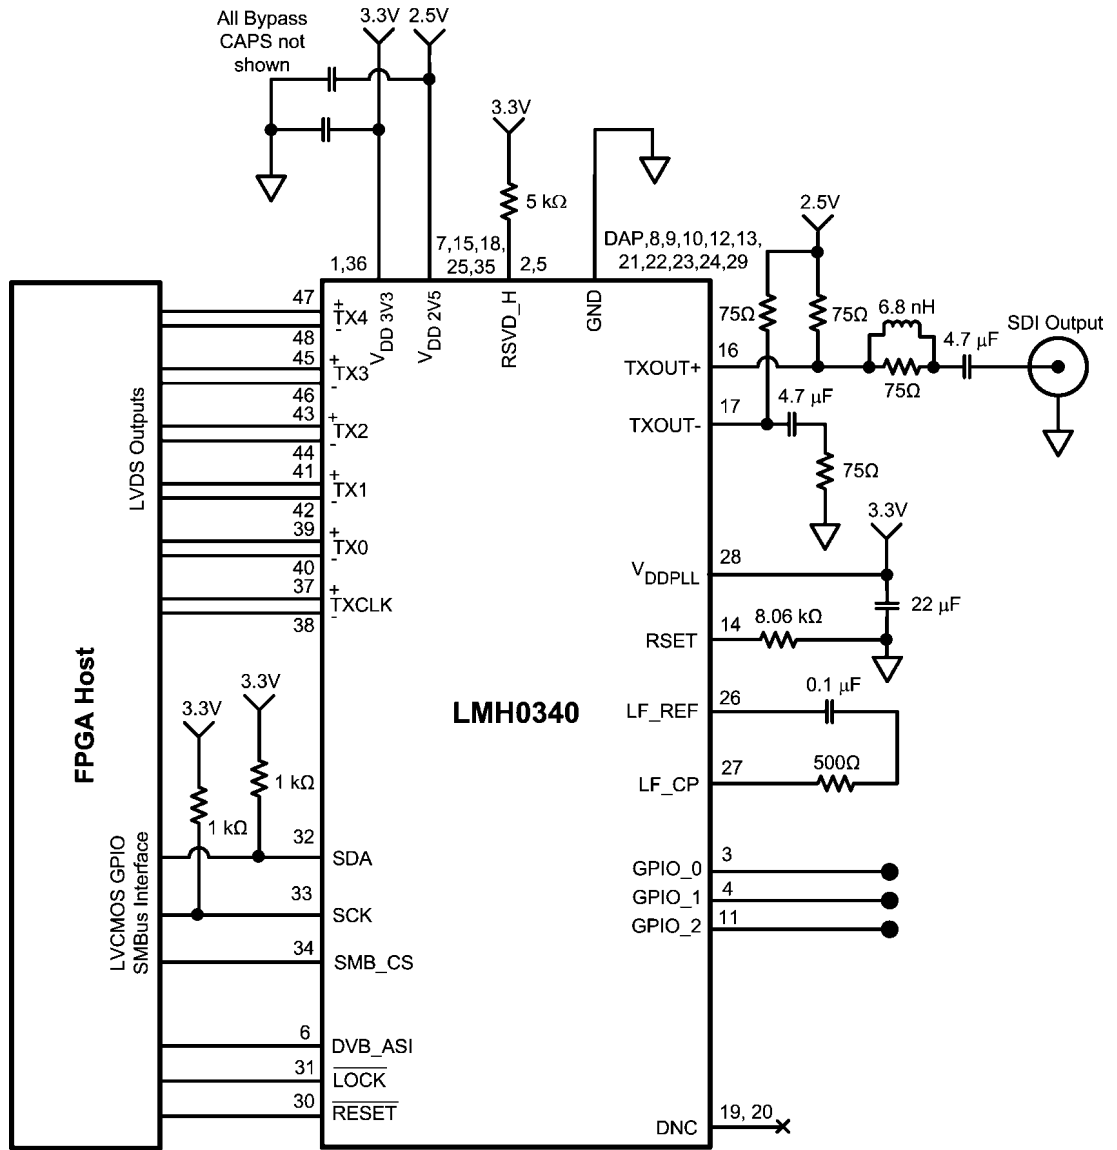 All Bypass
CAPS not
shown
3.3V
2.5V
3.3V
5 kΩ
2.5V
7,15,18,
25,35
2,5
DAP,8,9,10,12,13,
21,22,23,24,29
1,36
VDD 3V3
VDD 2V5
RSVD_H
GND
75Ω
75Ω
6.8 nH
4.7 µF
SDI Output
75Ω
TXOUT+
16
TXOUT-
17
4.7 µF
75Ω
3.3V
VDDPLL
28
22 µF
RSET
14
8.06 kΩ
LF_REF
26
0.1 µF
LF_CP
27
500Ω
GPIO_0
3
GPIO_1
4
GPIO_2
11
DNC
19, 20
LMH0340
FPGA Host
LVDS Outputs
47
+
TX4
-
48
45
+
TX3
-
46
43
+
TX2
-
44
41
+
TX1
-
42
39
+
TX0
-
40
37
+
TXCLK
-
38
3.3V
3.3V
1 kΩ
1 kΩ
LVCMOS GPIO
SMBus Interface
32
SDA
33
SCK
34
SMB_CS
6
DVB_ASI
31
LOCK
30
RESET